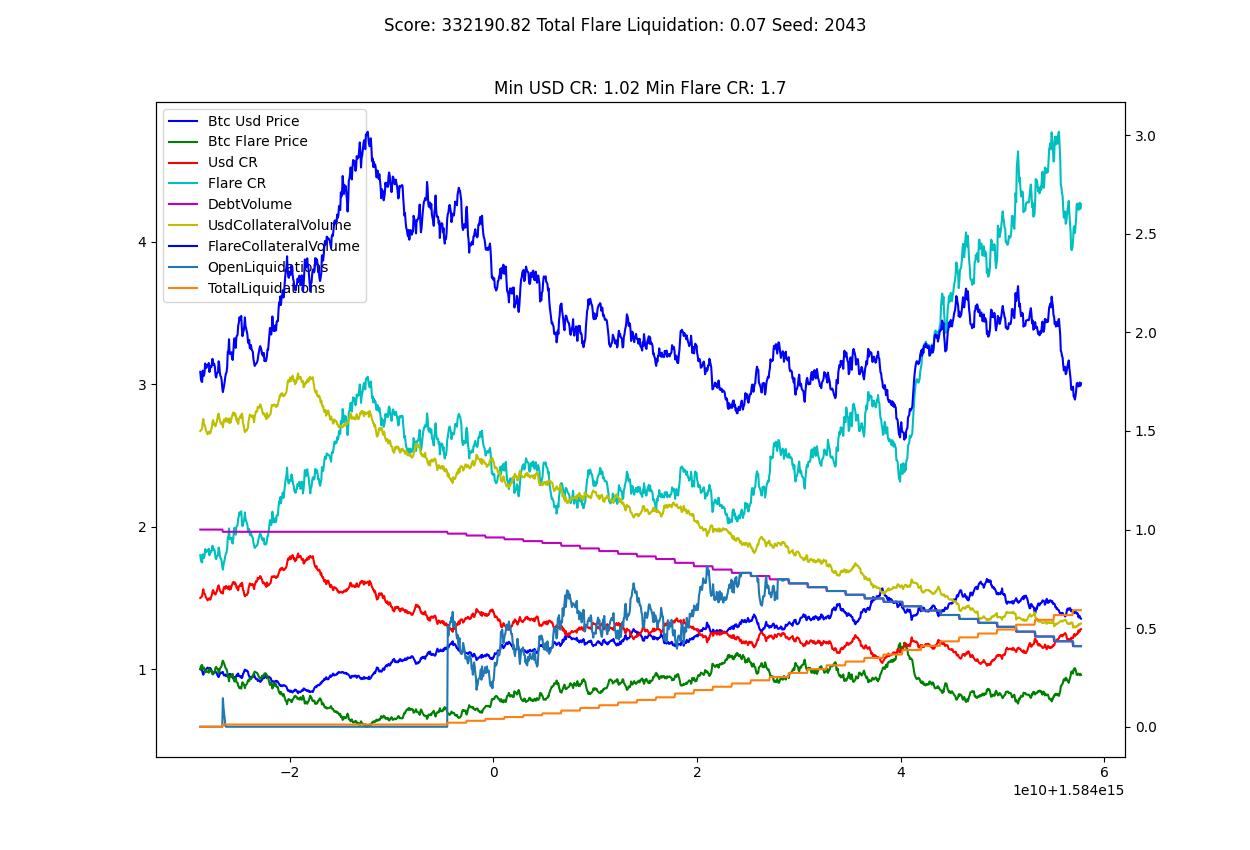 Score: 332190.82 Total Flare Liquidation: 0.07 Seed: 2043
Min USD CR: 1.02 Min Flare CR: 1.7
Btc Usd Price
Btc Flare Price
Usd CR
Flare CR
DebtVolume
UsdCollateralVolume
FlareCollateralVolume
OpenLiquidations
TotalLiquidations
4
3
2
1
3.0
2.5
2.0
1.5
1.0
0.5
0.0
−2 0 2 4 6
1e10+1.584e15